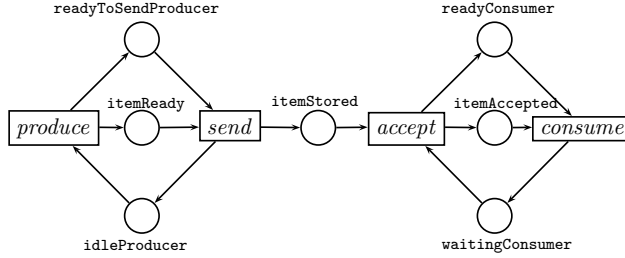 readyToSendProducer
readyConsumer
itemReady
itemStored
itemAccepted
produce
send
accept
consume
idleProducer
waitingConsumer